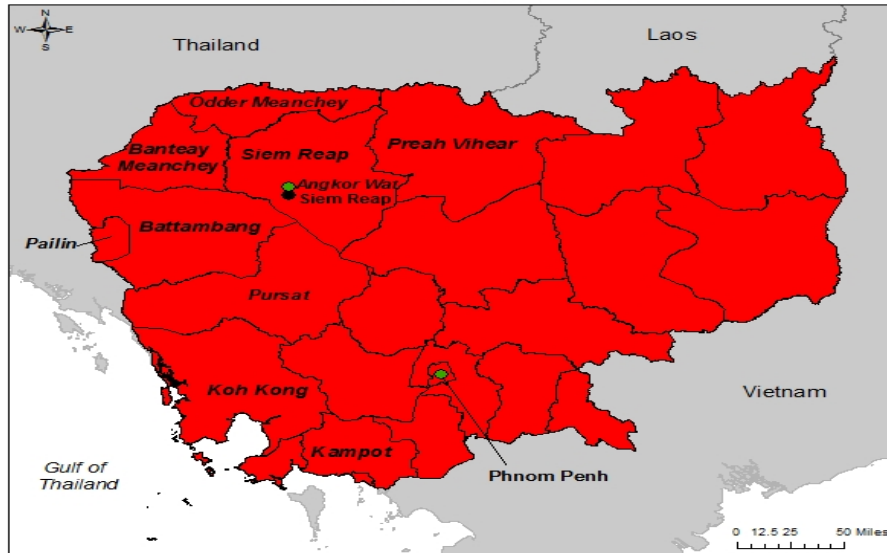 N
W E
S
Thailand
Laos
Odder Meanchey
Banteay
Meanchey
Siem Reap
Preah Vihear
Angkor Wat
Siem Reap
Battambang
Pailin
Pursat
Koh Kong
Kampot
Vietnam
Gulf of
Thailand
Phnom Penh
0 12.5 25 50 Miles